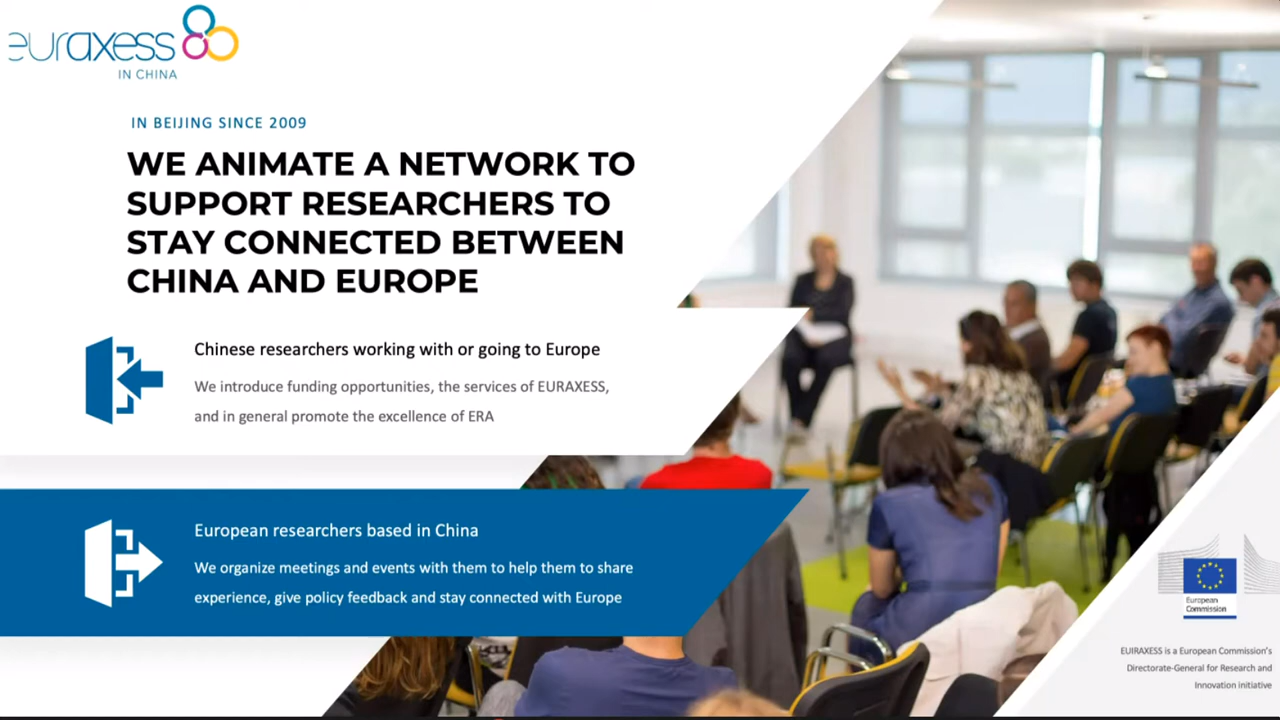 euraxess
IN CHINA
IN BEIJING SINCE 2009
WE ANIMATE A NETWORK TO
SUPPORT RESEARCHERS TO
STAY CONNECTED BETWEEN
CHINA AND EUROPE
Chinese researchers working with or going to Europe
We introduce funding opportunities, the services of EURAXESS,
and in general promote the excellence of ERA
European researchers based in China
We organize meetings and events with them to help them to share
experience, give policy feedback and stay connected with Europe
European
Commission
EUIRAXESS is a European Commission's
Directorate-General for Research and
Innovation initiative